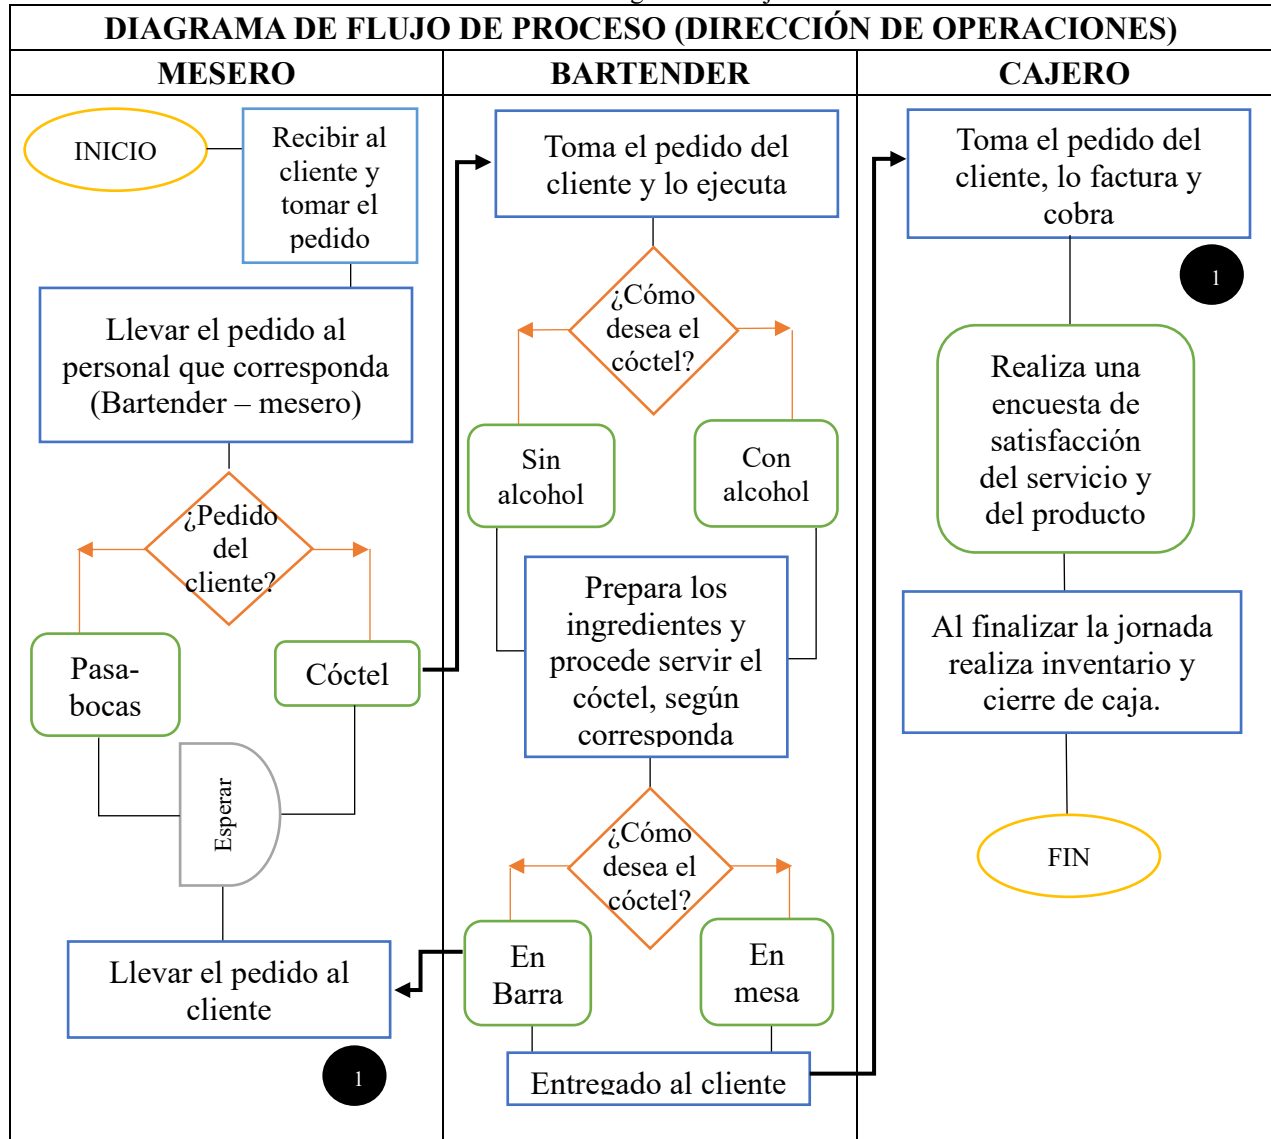 DIAGRAMA DE FLUJO DE PROCESO (DIRECCIÓN DE OPERACIONES)
MESERO
BARTENDER
CAJERO
INICIO
Recibir al
cliente y
tomar el
pedido
Llevar el pedido al
personal que corresponda
(Bartender – mesero)
¿Pedido
del
cliente?
Pasa-
bocas
Cóctel
Esperar
Llevar el pedido al
cliente
1
Toma el pedido del
cliente y lo ejecuta
¿Cómo
desea el
cóctel?
Sin
alcohol
Con
alcohol
Prepara los
ingredientes y
procede servir el
cóctel, según
corresponda
¿Cómo
desea el
cóctel?
En
Barra
En
mesa
Entregado al cliente
Toma el pedido del
cliente, lo factura y
cobra
1
Realiza una
encuesta de
satisfacción
del servicio y
del producto
Al finalizar la jornada
realiza inventario y
cierre de caja.
FIN